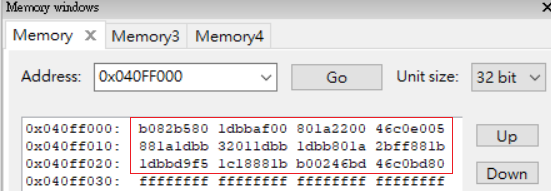 Memory windows
Memory X Memory3 Memory4
Address: 0x040FF000 Go Unit size: 32 bit
0x040ff000: b082b580 1dbbaf00 801a2200 46c0e005
0x040ff010: 881a1dbb 32011dbb 1dbb801a 2bff881b
0x040ff020: 1dbbd9f5 1c18881b b00246bd 46c0bd80
0x040ff030: ffffffff ffffffff ffffffff ffffffff
Up
Down